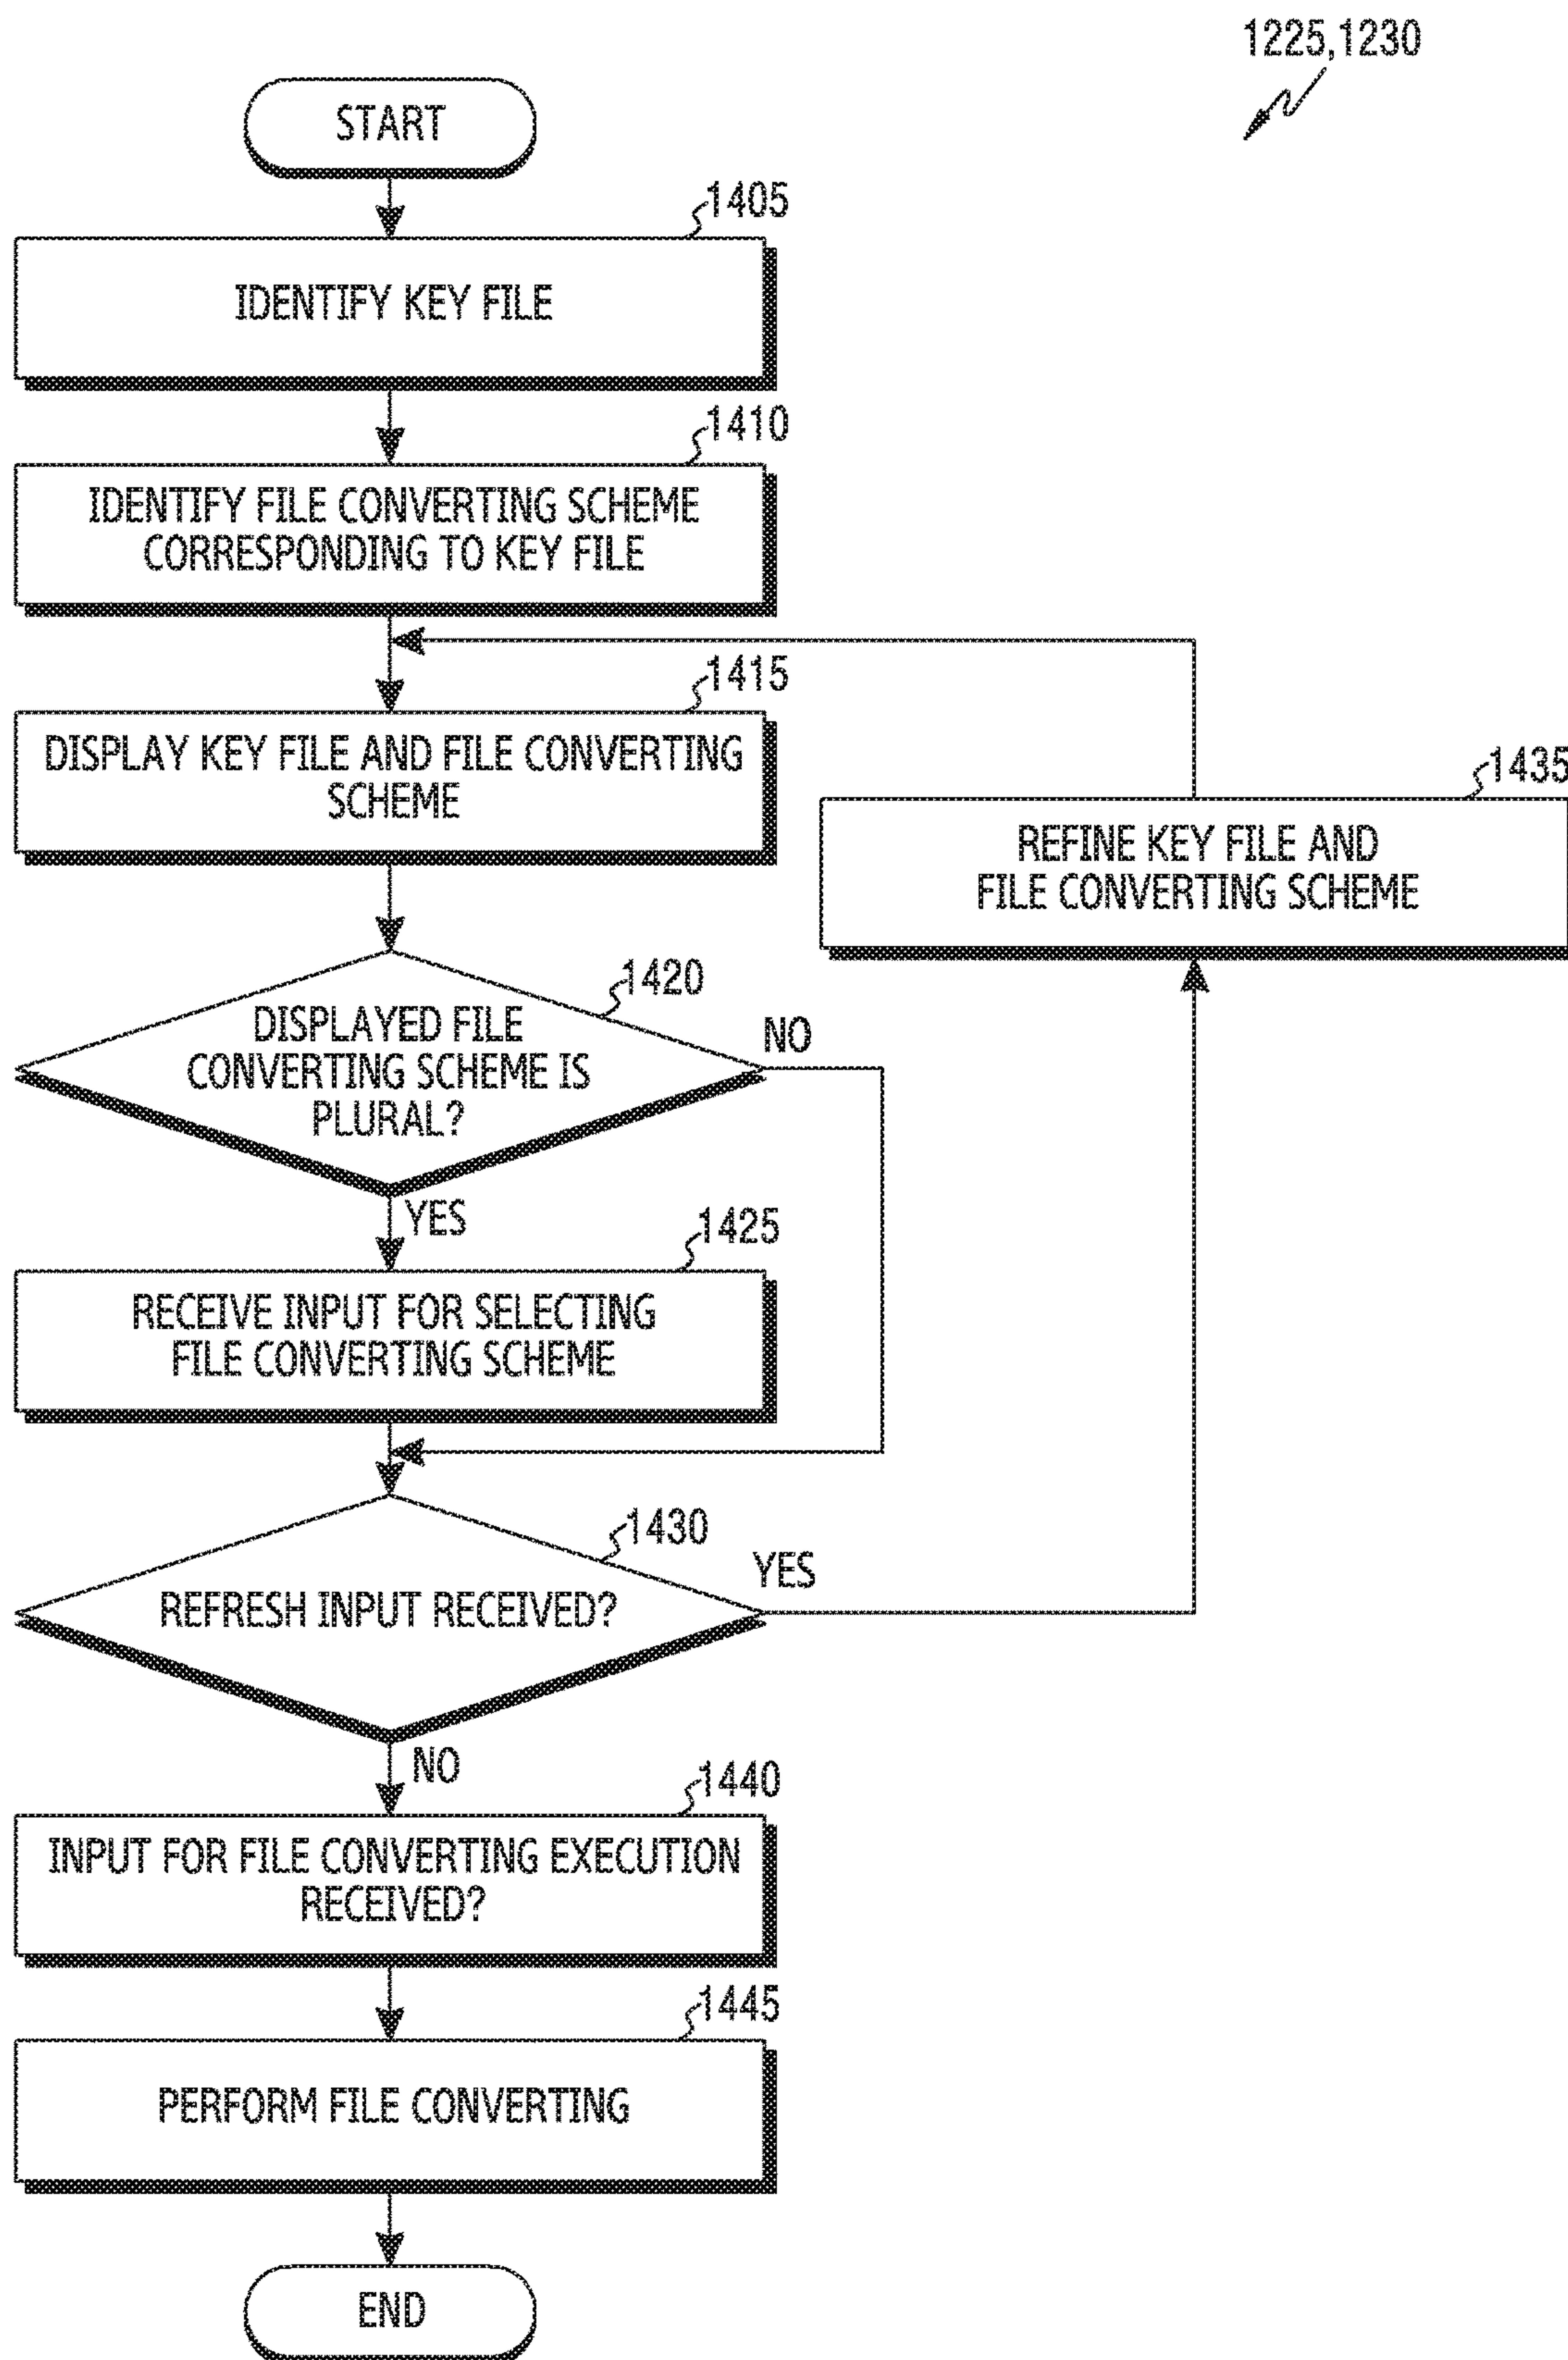 1225,1230
START
1405
IDENTIFY KEY FILE
1410
IDENTIFY FILE CONVERTING SCHEME
CORRESPONDING TO KEY FILE
1415
DISPLAY KEY FILE AND FILE CONVERTING
SCHEME
1435
REFINE KEY FILE AND
FILE CONVERTING SCHEME
1420
DISPLAYED FILE
CONVERTING SCHEME IS
PLURAL?
NO
YES
1425
RECEIVE INPUT FOR SELECTING
FILE CONVERTING SCHEME
1430
REFRESH INPUT RECEIVED?
YES
NO
1440
INPUT FOR FILE CONVERTING EXECUTION
RECEIVED?
1445
PERFORM FILE CONVERTING
END